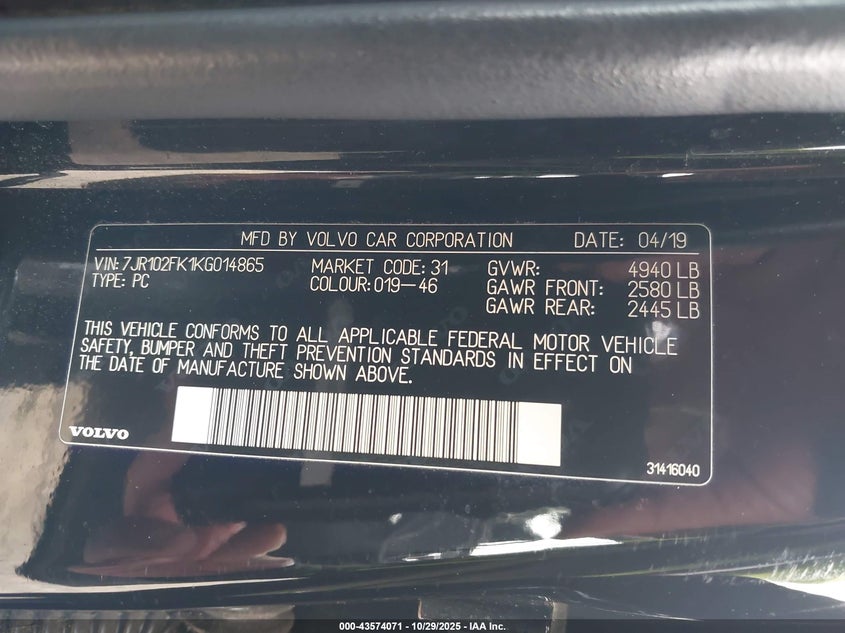 MFD BY VOLVO CAR CORPORATION DATE: 04/19
VIN: 7JR102FK1KG014865 MARKET CODE: 31 GVWR: 4940 LB
TYPE: PC COLOUR: 019-46 GAWR FRONT: 2580 LB
GAWR REAR: 2445 LB
THIS VEHICLE CONFORMS TO ALL APPLICABLE FEDERAL MOTOR VEHICLE
SAFETY, BUMPER AND THEFT PREVENTION STANDARDS IN EFFECT ON
THE DATE OF MANUFACTURE SHOWN ABOVE.
VOLVO
31416040
000-43574071 - 10/29/2025 - IAA Inc.